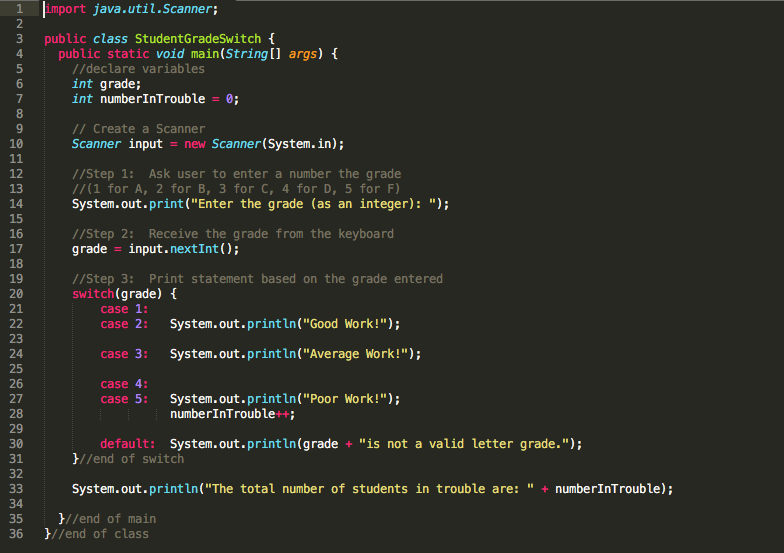 1 import java.util.Scanner;
2
3 public class StudentGradeSwitch {
4 public static void main(String[] args) {
5 //declare variables
6 int grade;
7 int numberInTrouble = 0;
8
9 // Create a Scanner
10 Scanner input = new Scanner(System.in);
11
12 //Step 1:  Ask user to enter a number the grade
13 //(1 for A, 2 for B, 3 for C, 4 for D, 5 for F)
14 System.out.print("Enter the grade (as an integer): ");
15
16 //Step 2:  Receive the grade from the keyboard
17 grade = input.nextInt();
18
19 //Step 3:  Print statement based on the grade entered
20 switch(grade) {
21 case 1:
22 case 2:   System.out.println("Good Work!");
23
24 case 3:   System.out.println("Average Work!");
25
26 case 4:
27 case 5:   System.out.println("Poor Work!");
28 numberInTrouble++;
29
30 default:  System.out.println(grade + "is not a valid letter grade.");
31 }//end of switch
32
33 System.out.println("The total number of students in trouble are: " + numberInTrouble);
34
35 }//end of main
36 }//end of class